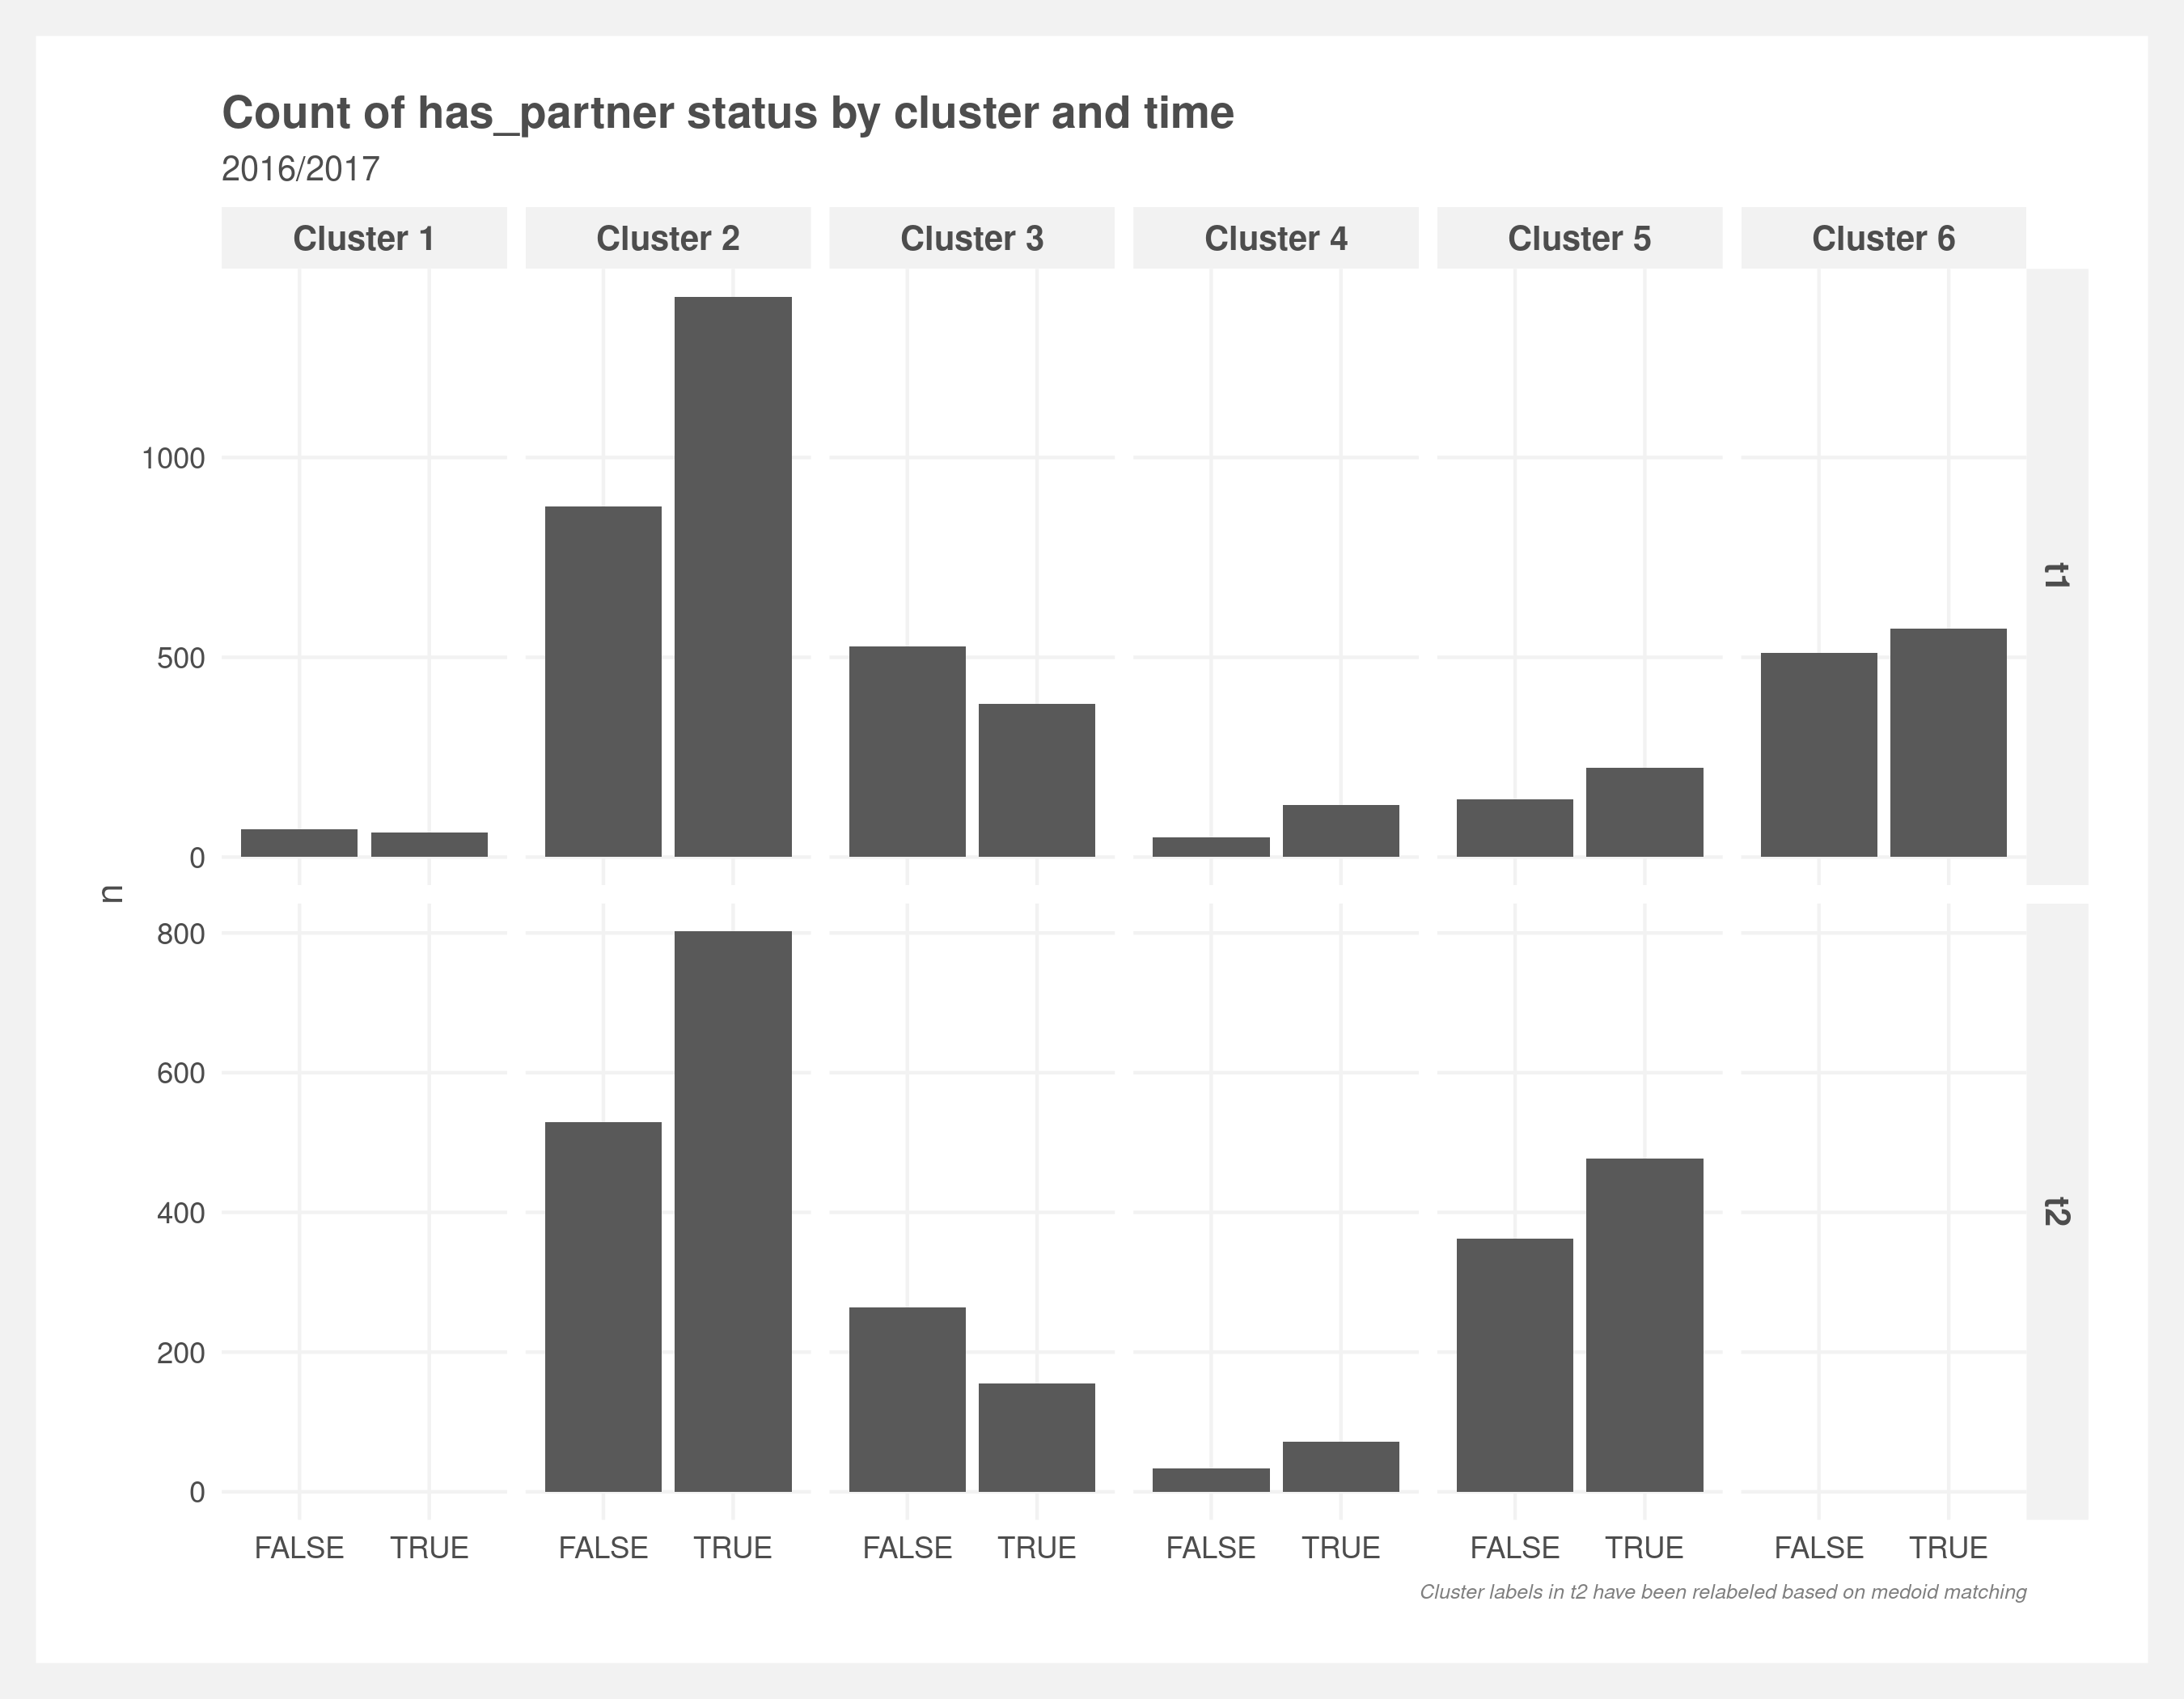 Count of has_partner status by cluster and time
2016/2017
Cluster 1 Cluster 2 Cluster 3 Cluster 4 Cluster 5 Cluster 6
1000
500
0
t1
n
800
600
400
200
0
t2
FALSE TRUE FALSE TRUE FALSE TRUE FALSE TRUE FALSE TRUE FALSE TRUE
Cluster labels in t2 have been relabeled based on medoid matching